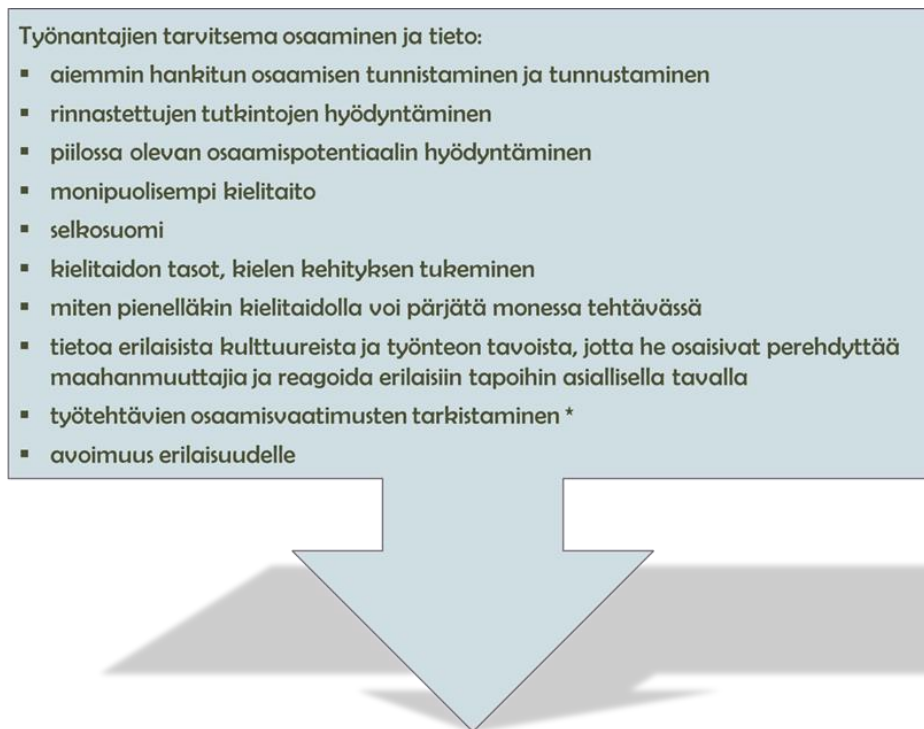 Työnantajien tarvitsema osaaminen ja tieto:
▪ aiemmin hankitun osaamisen tunnistaminen ja tunnustaminen
▪ rinnastettujen tutkintojen hyödyntäminen
▪ piilossa olevan osaamispotentiaalin hyödyntäminen
▪ monipuolisempi kielitaito
▪ selkosuomi
▪ kielitaidon tasot, kielen kehityksen tukeminen
▪ miten pienelläkin kielitaidolla voi pärjätä monessa tehtävässä
▪ tietoa erilaisista kulttuureista ja työnteon tavoista, jotta he osaisivat perehdyttää
maahanmuuttajia ja reagoida erilaisiin tapoihin asiallisella tavalla
▪ työtehtävien osaamisvaatimusten tarkistaminen *
▪ avoimuus erilaisuudelle